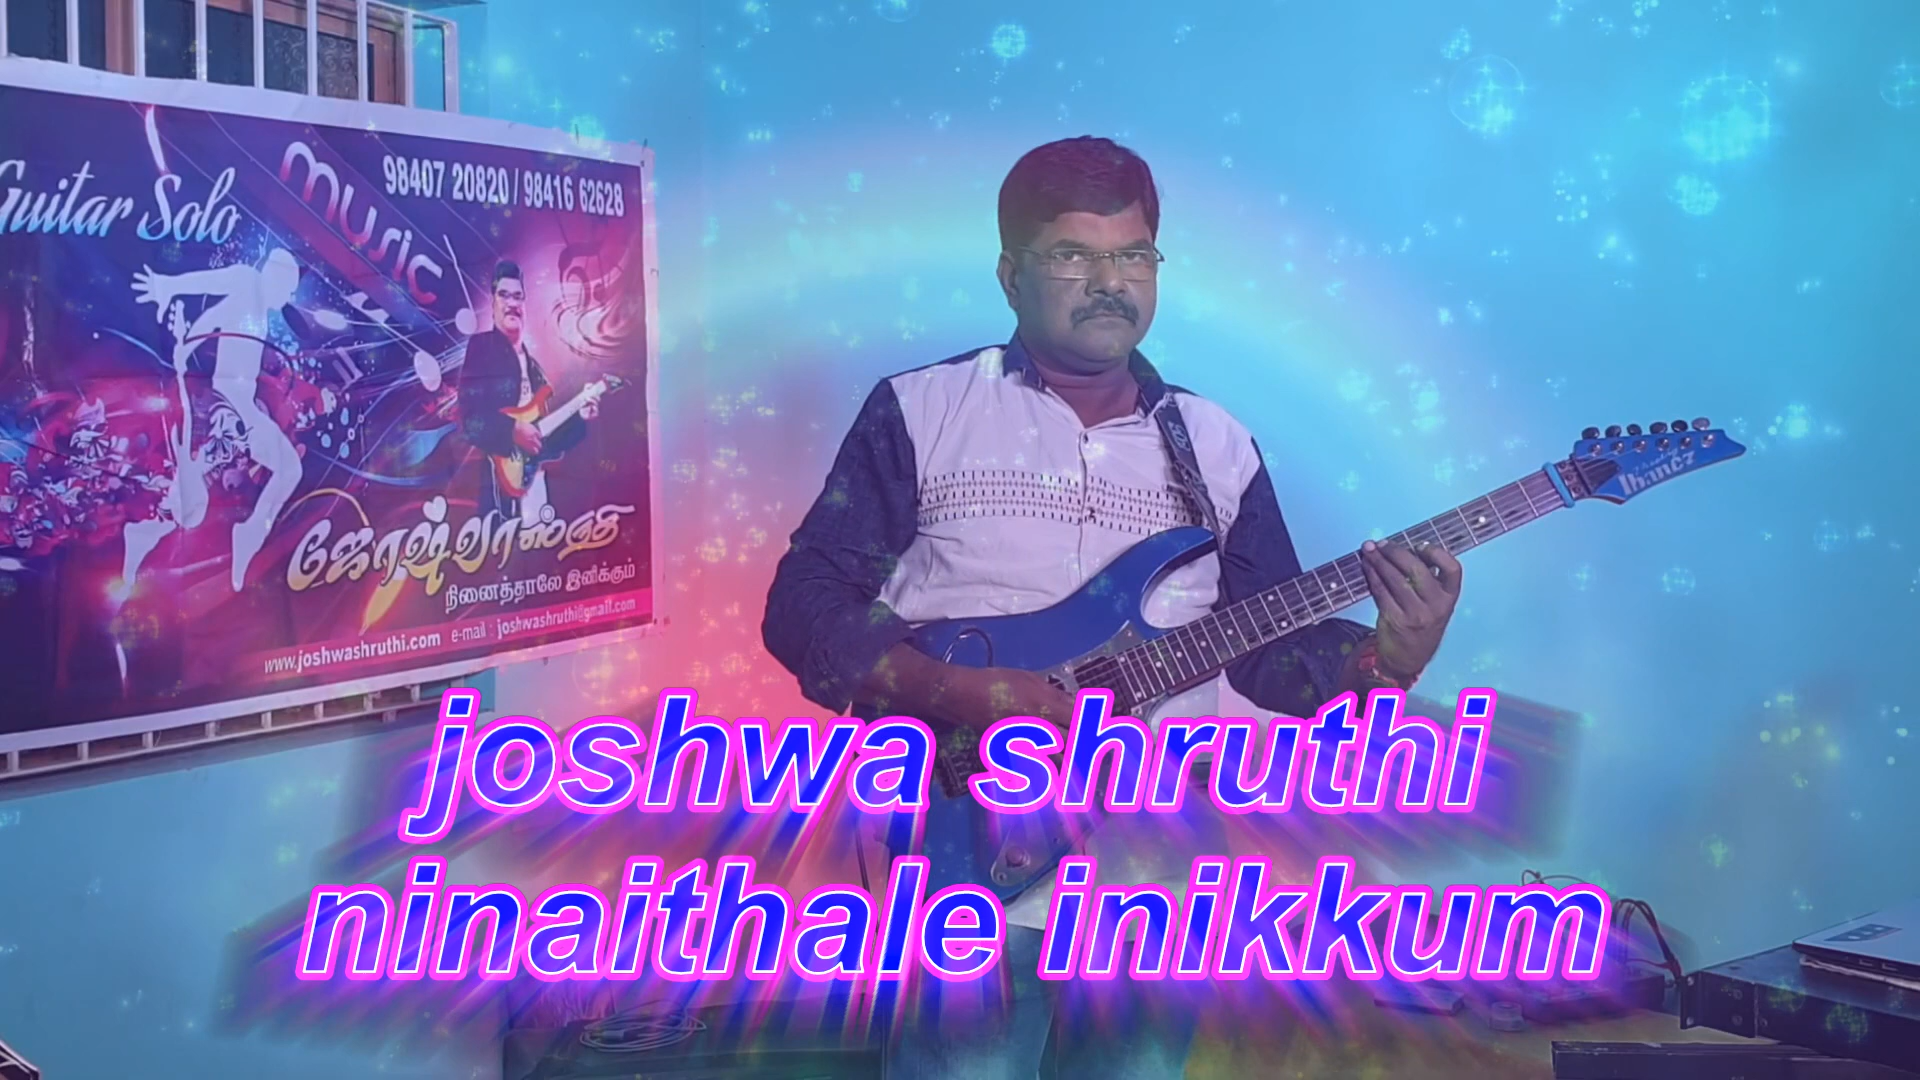 Guitar Solo
music
98407 20820 / 98416 62628
ஜோஷ்வாஸ்ருதி
நினைத்தாலே இனிக்கும்
www.joshwashruthi.com e-mail : joshwashruthi@gmail.com
Ibanez
joshwa shruthi
ninaithale inikkum